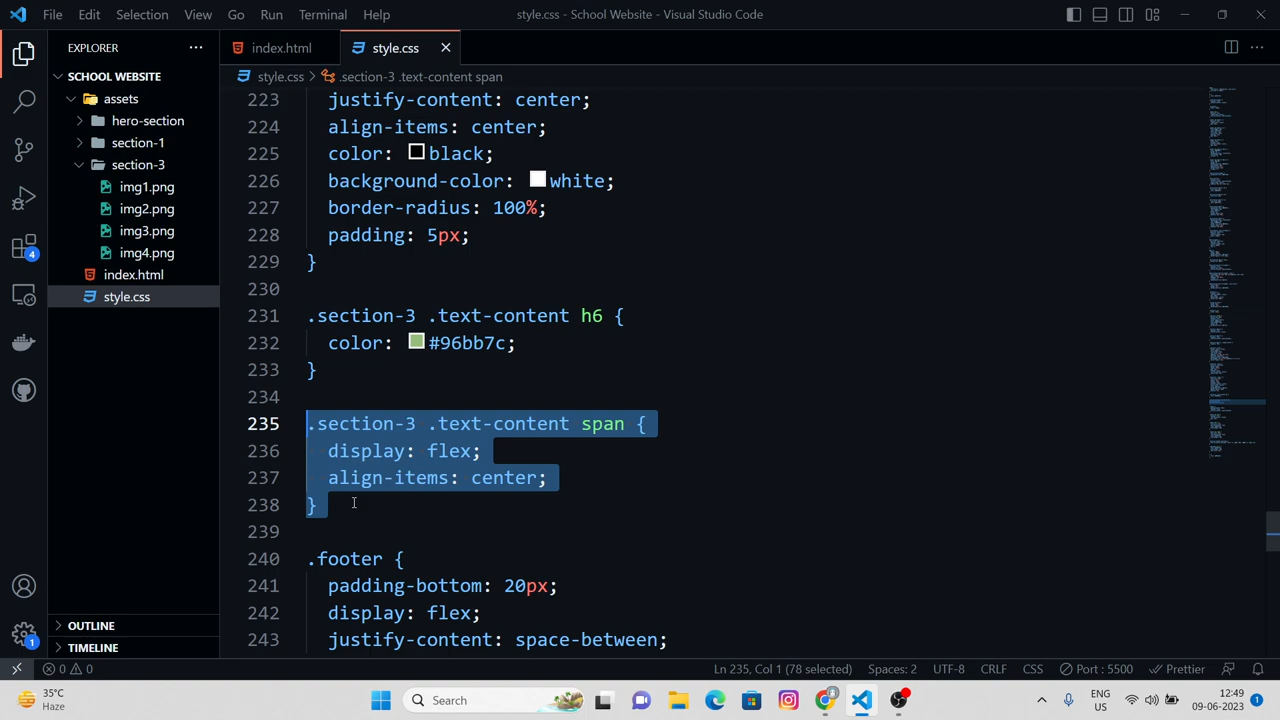 File Edit Selection View Go Run Terminal Help
style.css - School Website - Visual Studio Code
EXPLORER
index.html style.css
SCHOOL WEBSITE
style.css > .section-3 .text-content span
assets
hero-section
section-1
section-3
img1.png
img2.png
img3.png
img4.png
index.html
style.css
4
223 justify-content: center;
224 align-items: center;
225 color: black;
226 background-color: white;
227 border-radius: 100%;
228 padding: 5px;
229 }
230
231 .section-3 .text-content h6 {
232 color: #96bb7c;
233 }
234
235 .section-3 .text-content span {
236 display: flex;
237 align-items: center;
238 }
239
240 .footer {
241 padding-bottom: 20px;
242 display: flex;
243 justify-content: space-between;
OUTLINE
TIMELINE
1
0 0
Ln 235, Col 1 (78 selected) Spaces: 2 UTF-8 CRLF CSS Port : 5500 Prettier
35°C
Haze
Search
ENG
US
12:49
09-06-2023
1